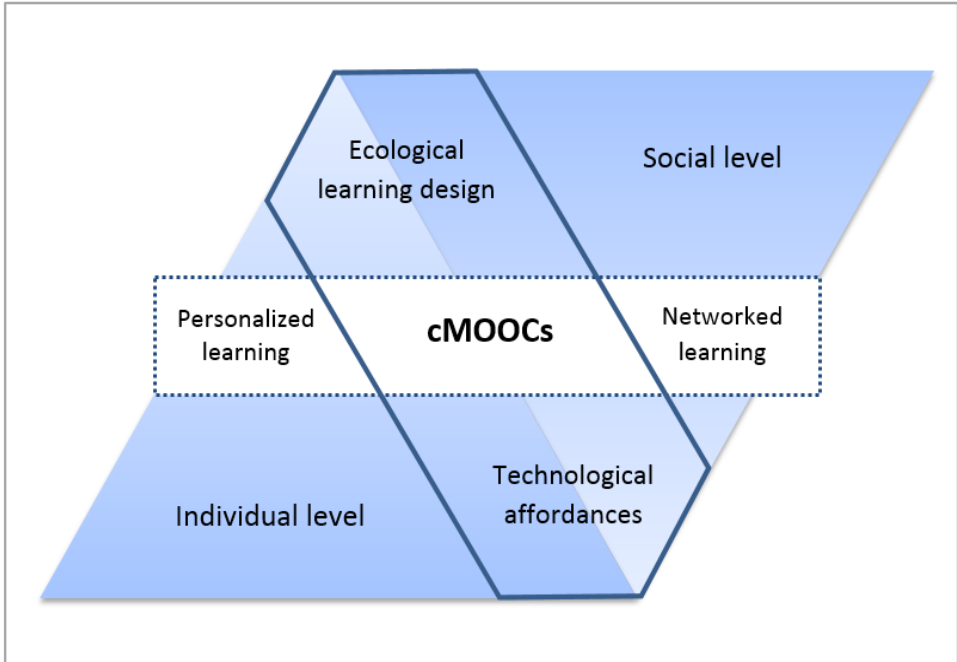 Ecological
learning design
Social level
Personalized
learning
cMOOCs
Networked
learning
Technological
affordances
Individual level